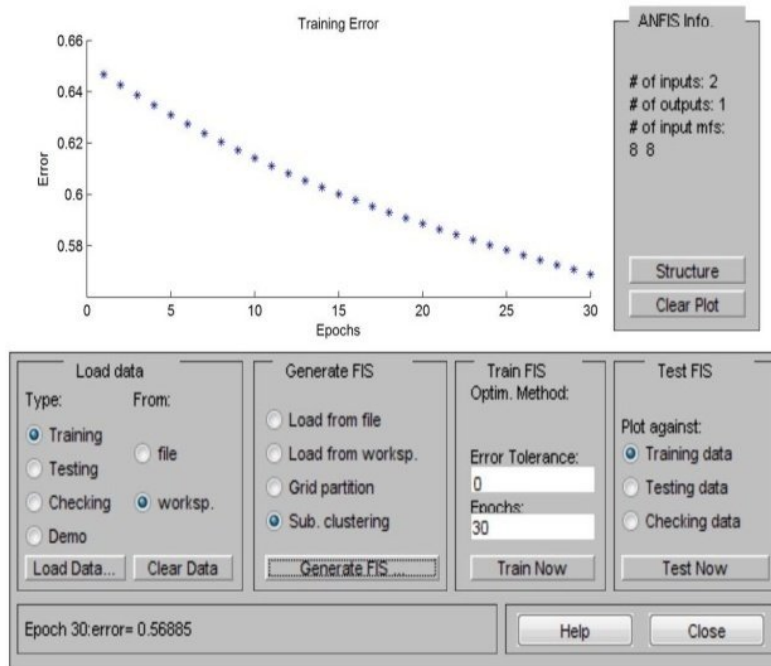 Training Error
0.66
0.64
0.62
0.6
0.58
Error
0 5 10 15 20 25 30
Epochs
ANFIS Info.
# of inputs: 2
# of outputs: 1
# of input mfs:
8 8
Structure
Clear Plot
Load data
Type: From:
Training
Testing
Checking
Demo
file
worksp.
Load Data... Clear Data
Generate FIS
Load from file
Load from worksp.
Grid partition
Sub. clustering
Generate FIS ...
Train FIS
Optim. Method:
Error Tolerance:
0
Epochs:
30
Train Now
Test FIS
Plot against:
Training data
Testing data
Checking data
Test Now
Epoch 30:error= 0.56885
Help Close